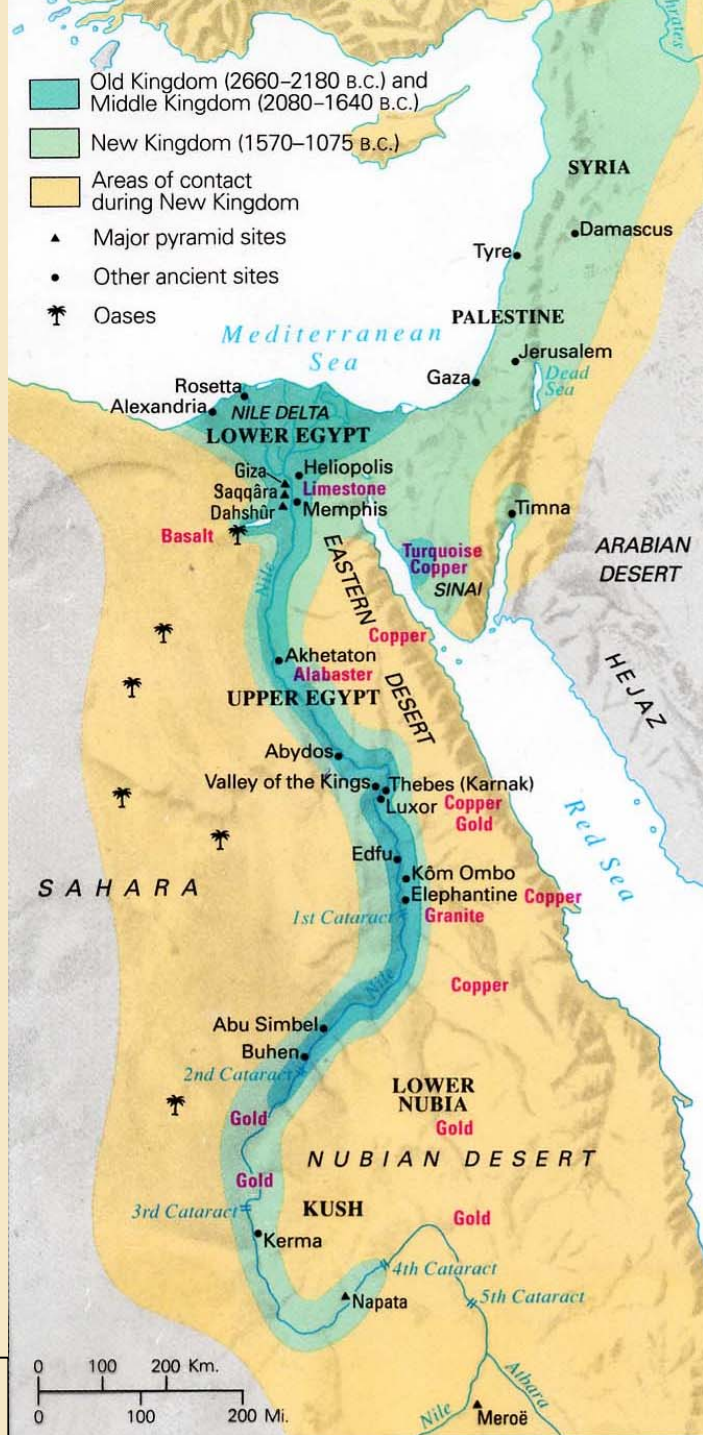 Euphrates
Old Kingdom (2660–2180 B.C.) and
Middle Kingdom (2080–1640 B.C.)
New Kingdom (1570–1075 B.C.)
Areas of contact
during New Kingdom
Major pyramid sites
Other ancient sites
Oases
SYRIA
Damascus
Tyre
Mediterranean
Sea
PALESTINE
Jerusalem
Gaza
Dead
Sea
Rosetta
Alexandria
NILE DELTA
LOWER EGYPT
Giza
Heliopolis
Saqqâra
Limestone
Dahshûr
Memphis
Timna
Basalt
EASTERN
DESERT
Turquoise
Copper
SINAI
ARABIAN
DESERT
Nile
Copper
HEJAZ
Akhetaton
Alabaster
UPPER EGYPT
Abydos
Valley of the Kings
Thebes (Karnak)
Luxor
Copper
Gold
Red Sea
Edfu
Kôm Ombo
SAHARA
Elephantine
Copper
1st Cataract
Granite
Nile
Copper
Abu Simbel
Buhen
2nd Cataract
LOWER
NUBIA
Gold
Gold
NUBIAN DESERT
Gold
3rd Cataract
KUSH
Gold
Kerma
4th Cataract
Napata
5th Cataract
0 100 200 Km.
0 100 200 Mi.
Nile
Atbara
Meroë